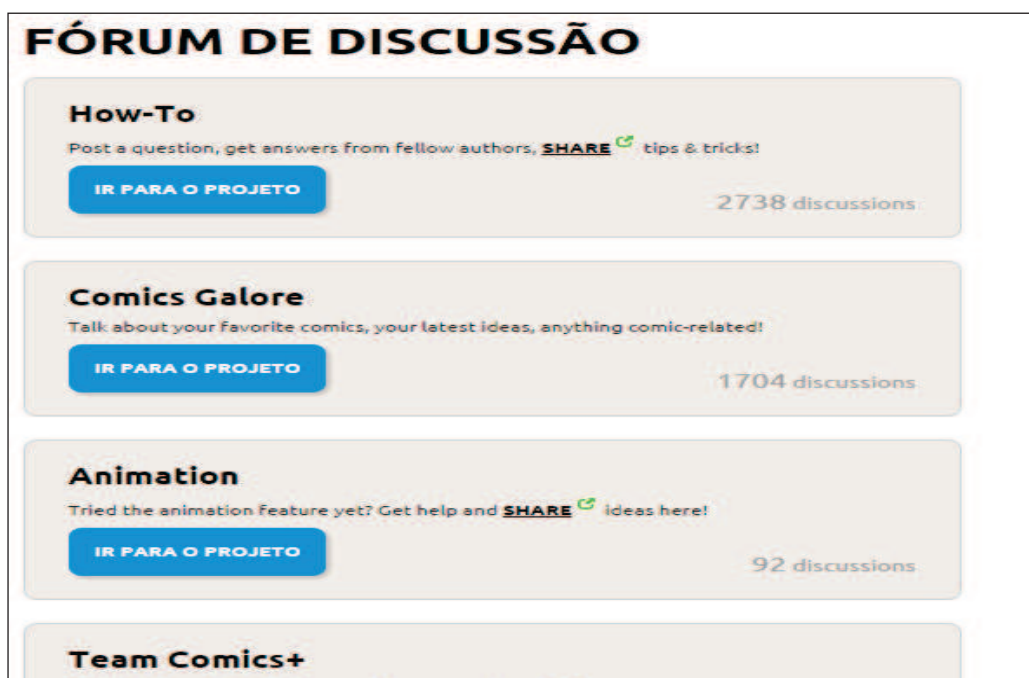 FÓRUM DE DISCUSSÃO
How-To
Post a question, get answers from fellow authors, SHARE tips & tricks!
IR PARA O PROJETO
2738 discussions
Comics Galore
Talk about your favorite comics, your latest ideas, anything comic-related!
IR PARA O PROJETO
1704 discussions
Animation
Tried the animation feature yet? Get help and SHARE ideas here!
IR PARA O PROJETO
92 discussions
Team Comics+